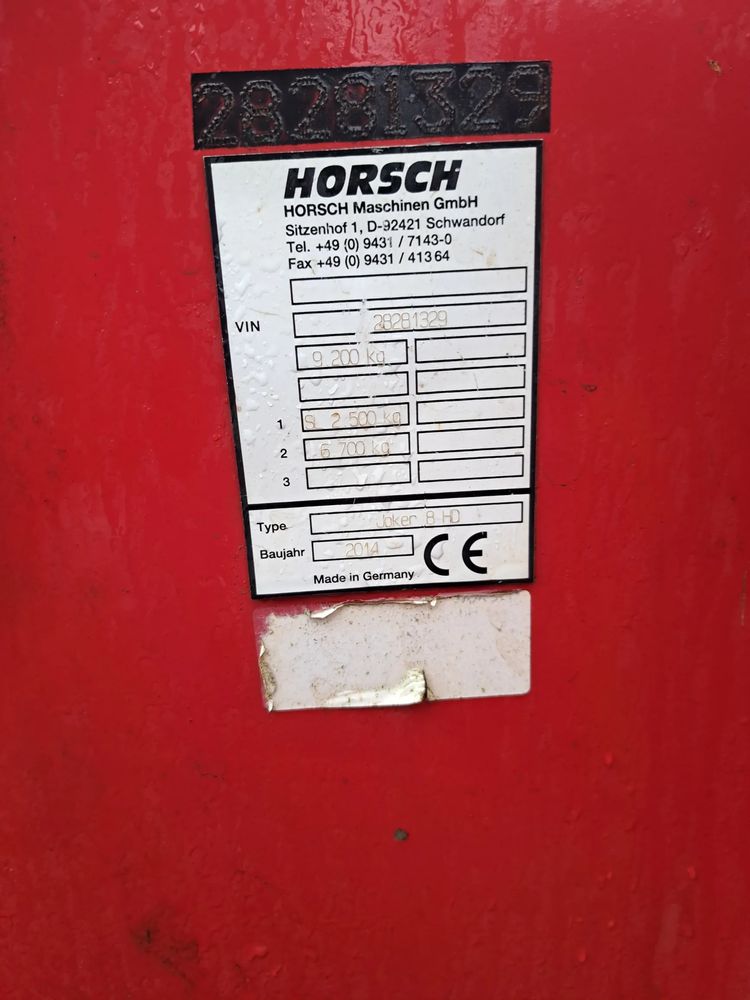 28281329
HORSCH
HORSCH Maschinen GmbH
Sitzenhof 1, D-92421 Schwandorf
Tel. +49 (0) 9431 / 7143-0
Fax +49 (0) 9431 / 41364
VIN 28281329
9.200 kg
1 St. 2.500 kg
2 6.700 kg
3
Type Joker 8 HD
Baujahr 2014 CE
Made in Germany